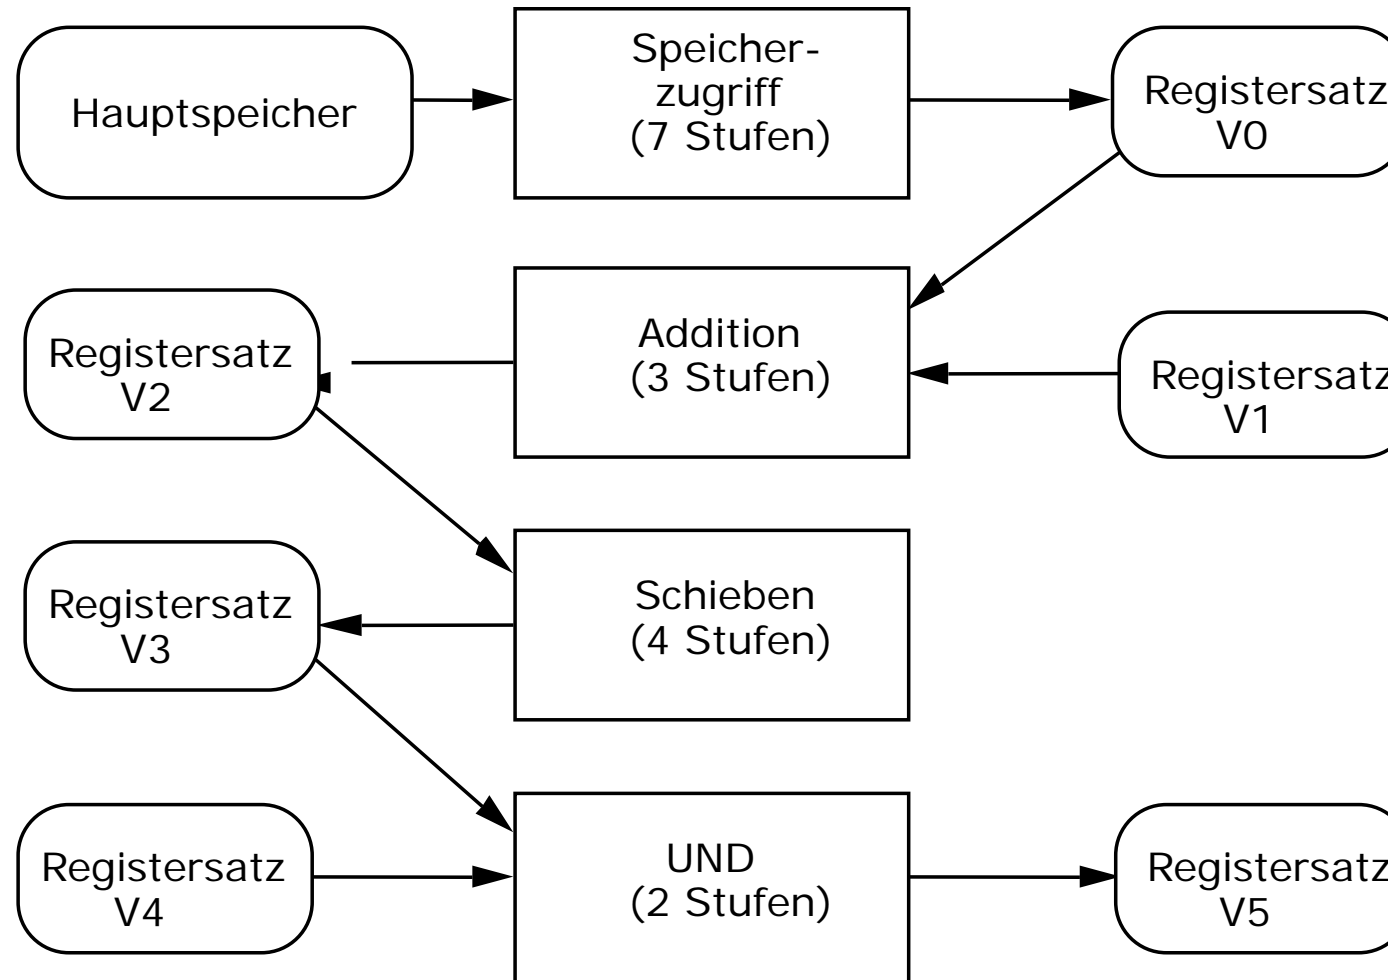 Hauptspeicher
Speicher-
zugriff
(7 Stufen)
Registersatz
V0
Registersatz
V2
Addition
(3 Stufen)
Registersatz
V1
Registersatz
V3
Schieben
(4 Stufen)
Registersatz
V4
UND
(2 Stufen)
Registersatz
V5